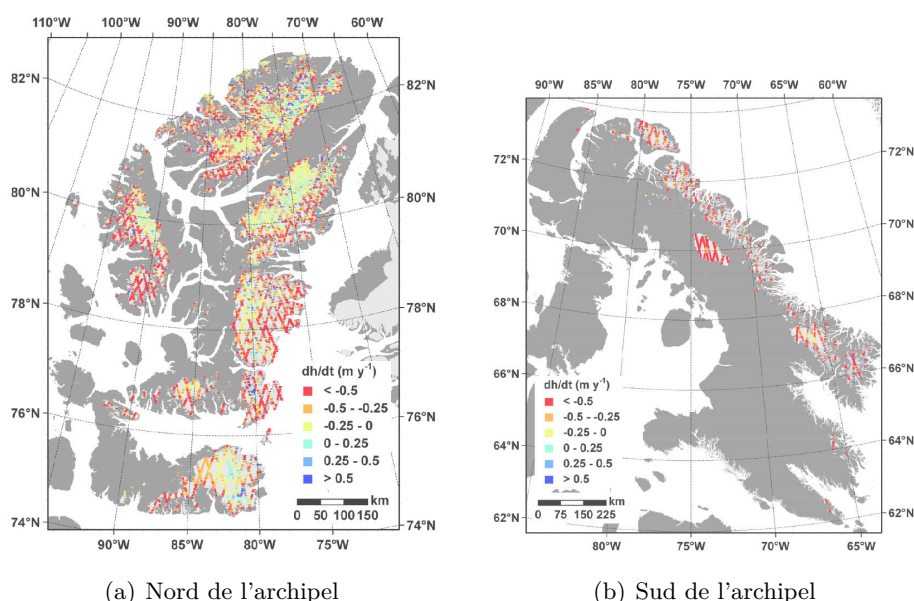 110°W 100°W 90°W 85°W 80°W 75°W 70°W 60°W
82°N 82°N
80°N 80°N
78°N 78°N
76°N 76°N
74°N 74°N
90°W 85°W 80°W 75°W
dh/dt (m y⁻¹)
< -0.5
-0.5 - -0.25
-0.25 - 0
0 - 0.25
0.25 - 0.5
> 0.5
km
0 50 100 150
(a) Nord de l'archipel
90°W 85°W 80°W 75°W 70°W 65°W 60°W
72°N 72°N
70°N 70°N
68°N 68°N
66°N 66°N
64°N 64°N
62°N 62°N
80°W 75°W 70°W 65°W
dh/dt (m y⁻¹)
< -0.5
-0.5 - -0.25
-0.25 - 0
0 - 0.25
0.25 - 0.5
> 0.5
km
0 75 150 225
(b) Sud de l'archipel